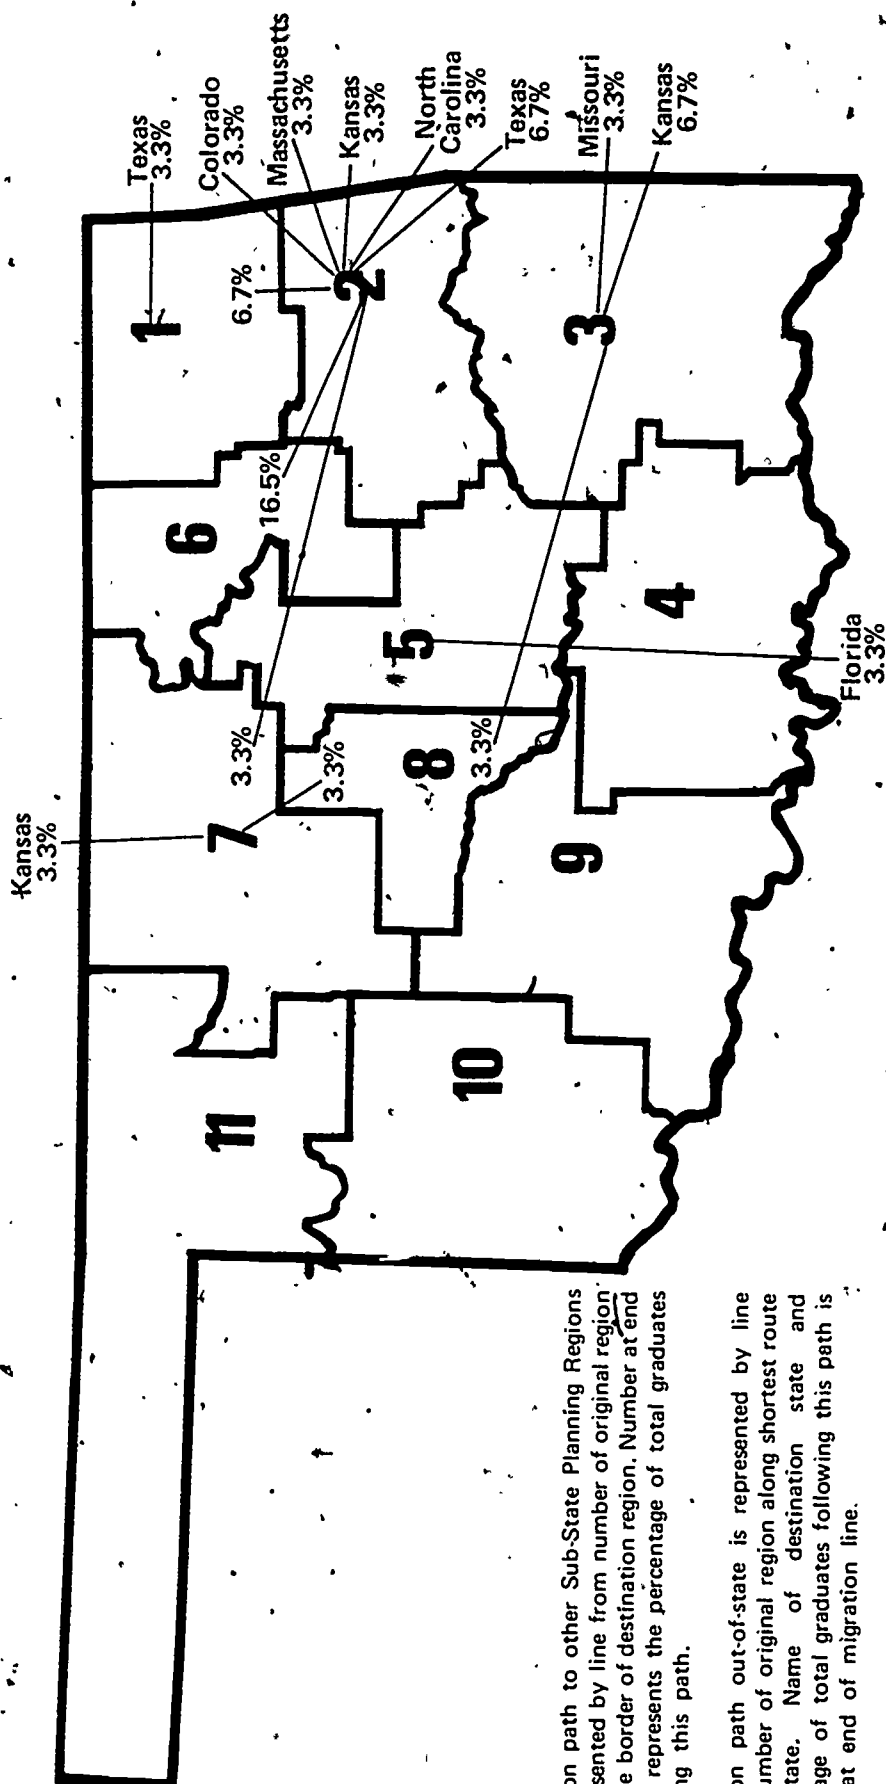 Texas
3.3%
Colorado
3.3%
Massachusetts
3.3%
Kansas
3.3%
North
Carolina
3.3%
Texas
6.7%
Missouri
3.3%
Kansas
6.7%
1
6.7%
2
3
16.5%
6
5
4
Florida
3.3%
3.3%
3.3%
8
3.3%
Kansas
3.3%
7
9
11
10
on path to other Sub-State Planning Regions
sented by line from number of original region
e border of destination region. Number at end
represents the percentage of total graduates
ng this path.
on path out-of-state is represented by line
mber of original region along shortest route
tate. Name of destination state and
ge of total graduates following this path is
at end of migration line.